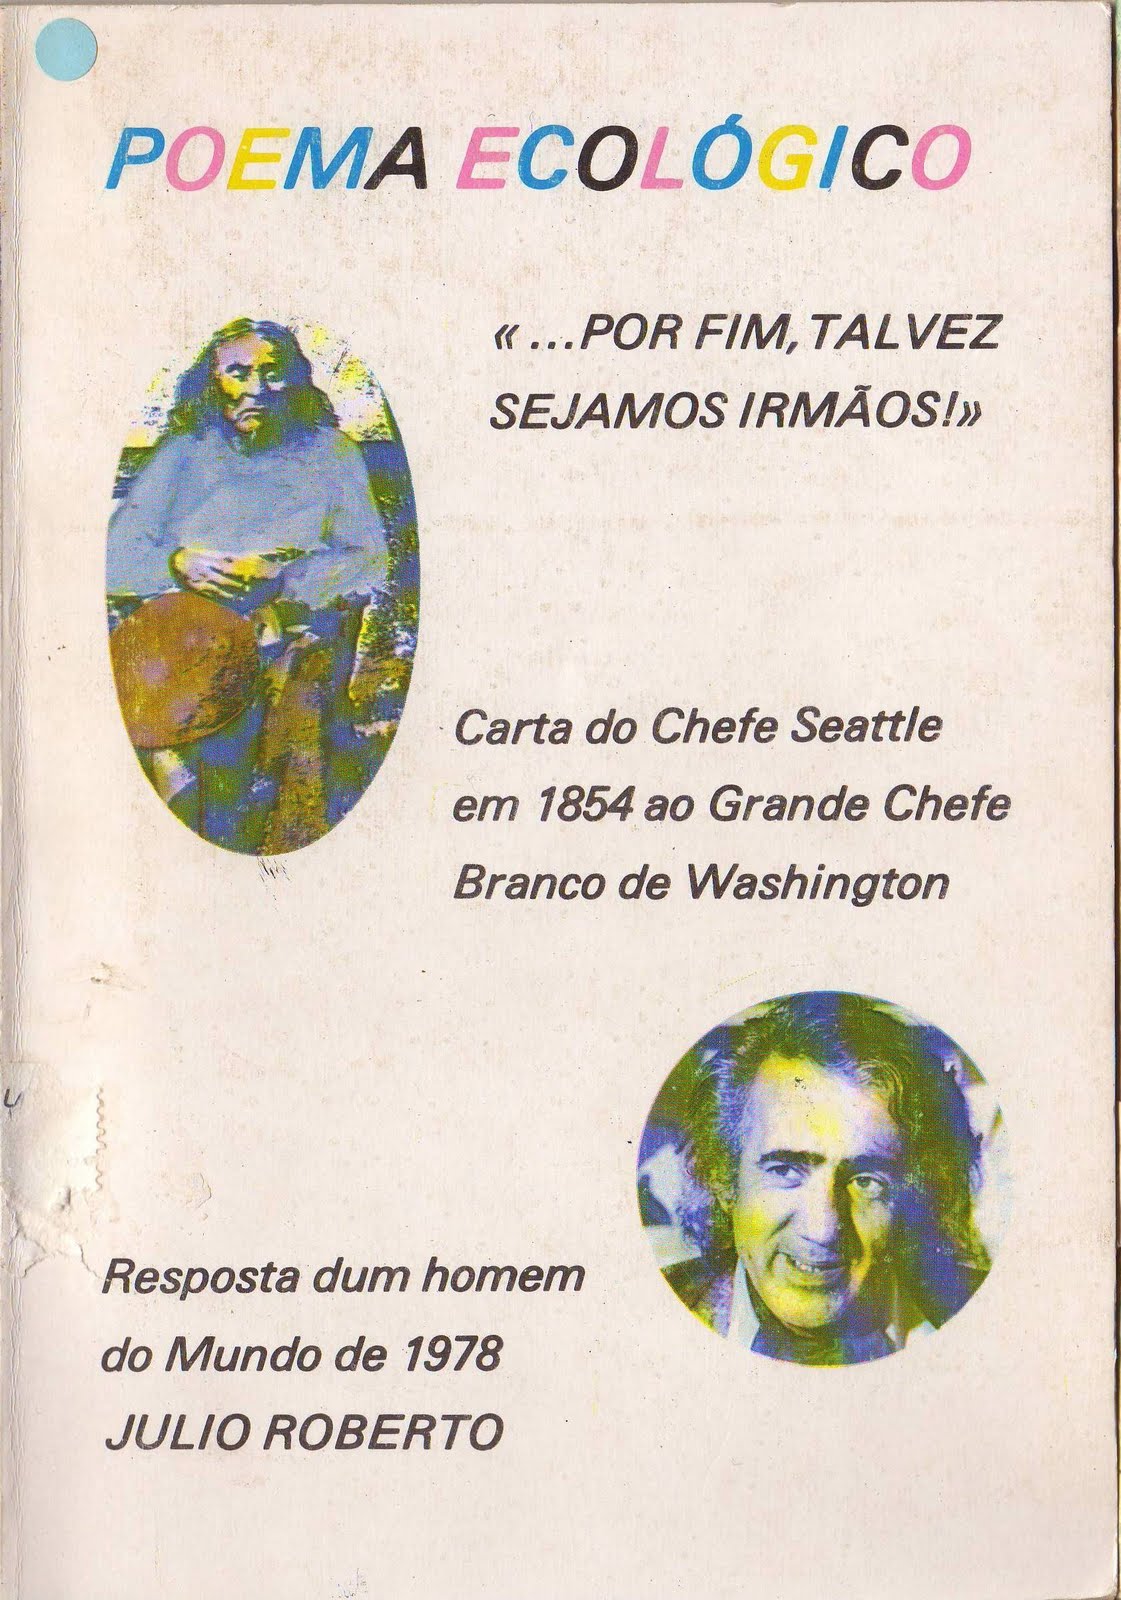 POEMA ECOLÓGICO
«...POR FIM, TALVEZ
SEJAMOS IRMÃOS!»
Carta do Chefe Seattle
em 1854 ao Grande Chefe
Branco de Washington
Resposta dum homem
do Mundo de 1978
JULIO ROBERTO